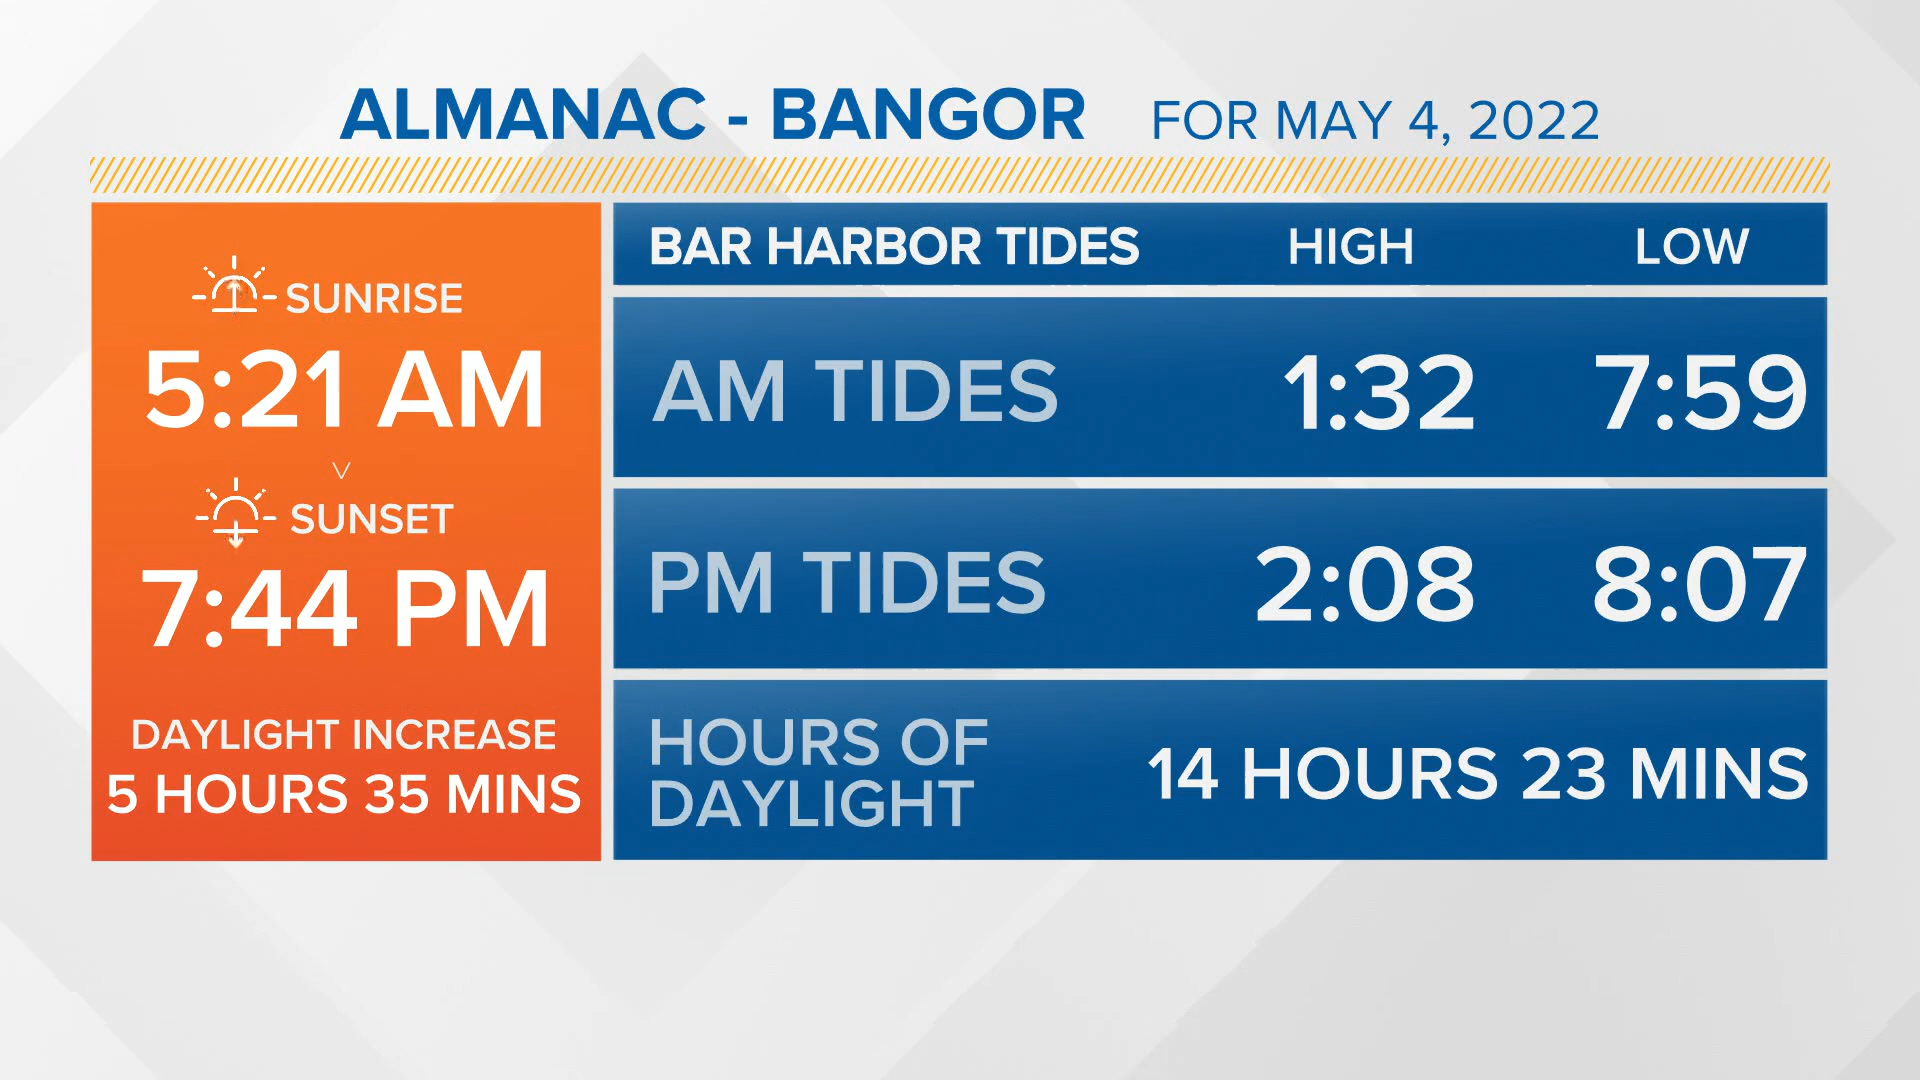 ALMANAC - BANGOR FOR MAY 4, 2022
SUNRISE
5:21 AM
SUNSET
7:44 PM
DAYLIGHT INCREASE
5 HOURS 35 MINS
BAR HARBOR TIDES HIGH LOW
AM TIDES 1:32 7:59
PM TIDES 2:08 8:07
HOURS OF
DAYLIGHT
14 HOURS 23 MINS